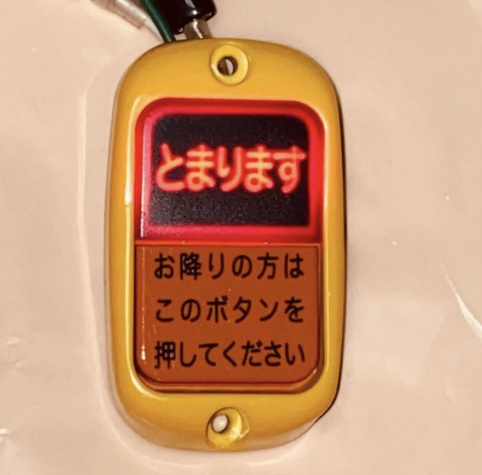 とまります
お降りの方は
このボタンを
押してください